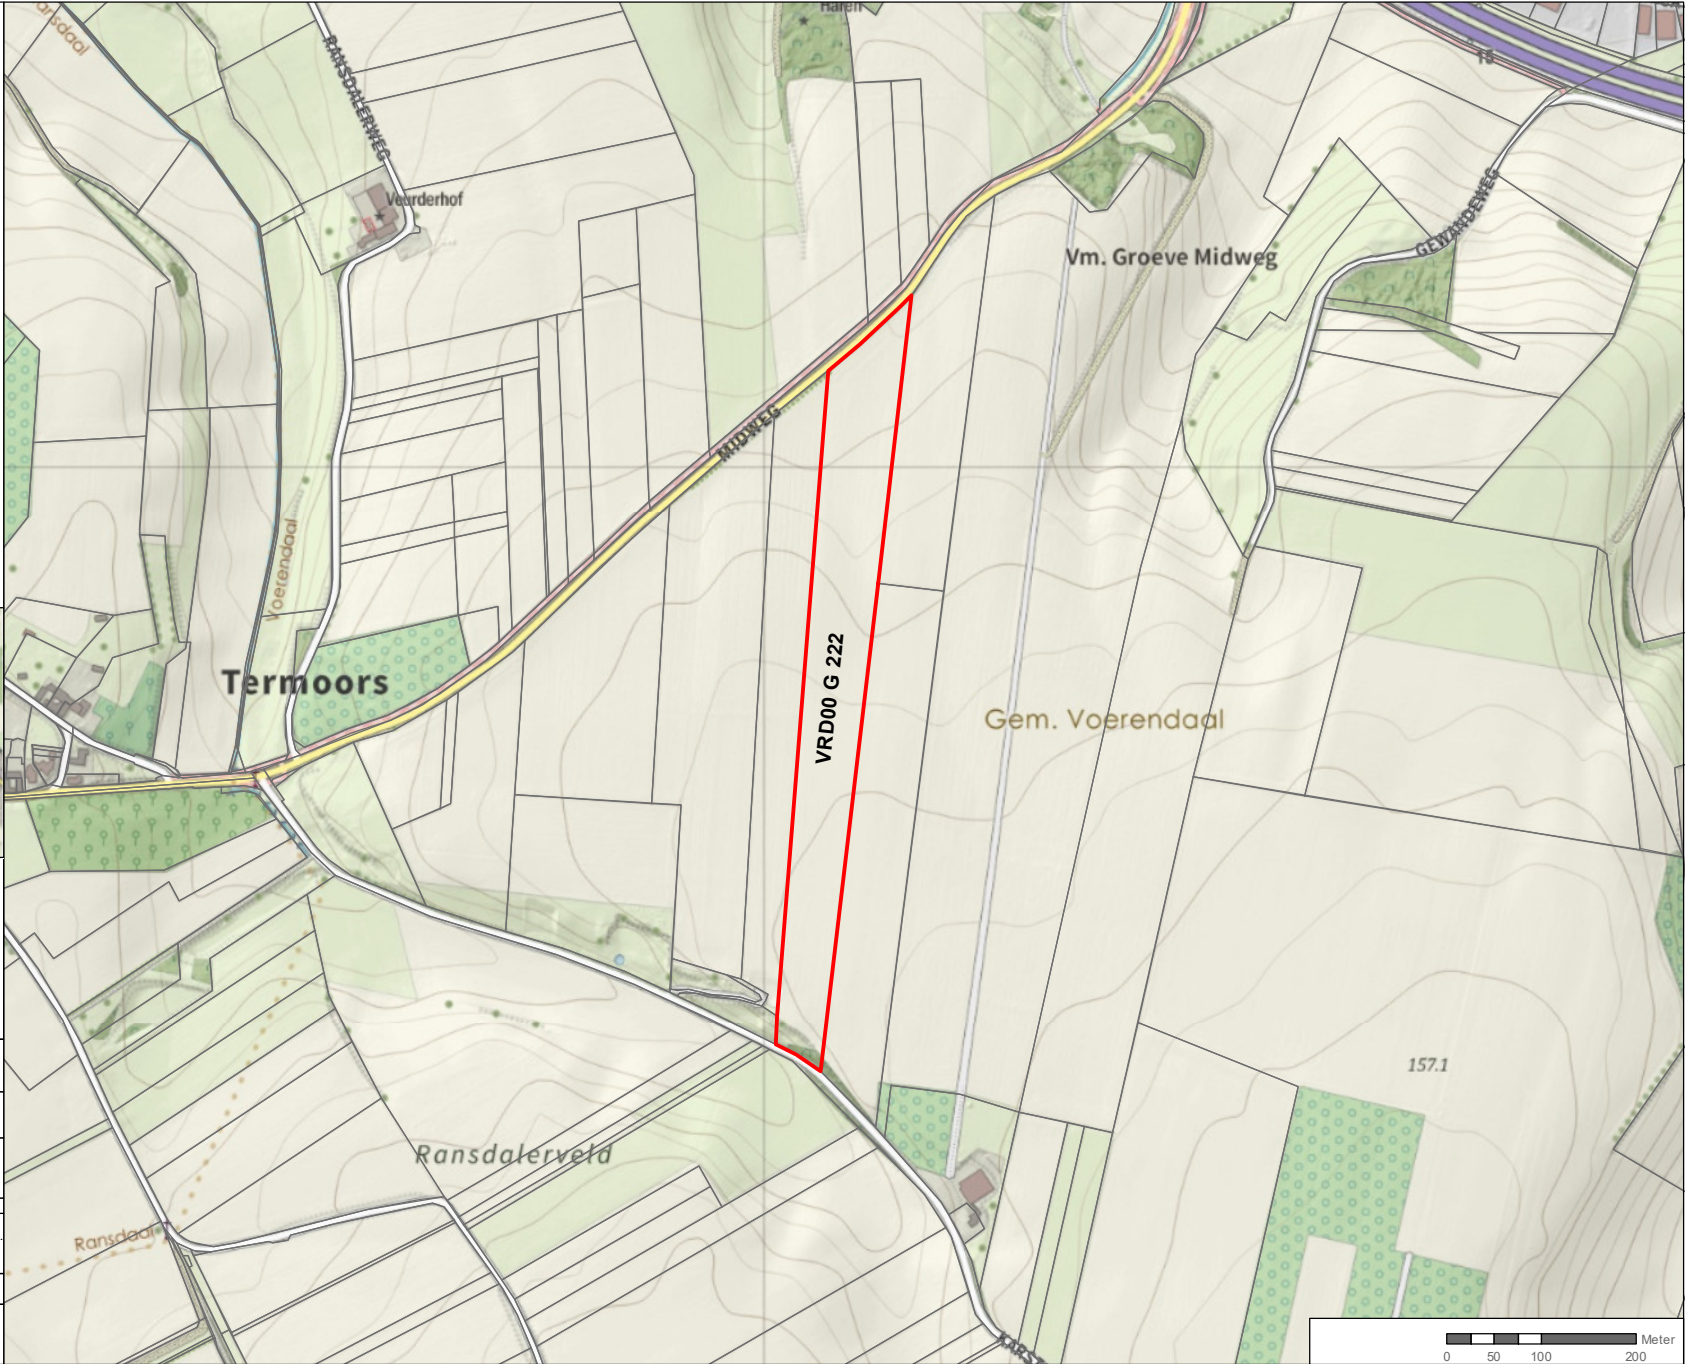 Haren
15
RANSDALERWEG
Veurderhof
GEWANDEWEG
Vm. Groeve Midweg
MIDWEG
Voerendaal
VRD00 G 222
Termoors
Gem. Voerendaal
157.1
Ransdalerveld
Ransdaal
Meter
0 50 100 200